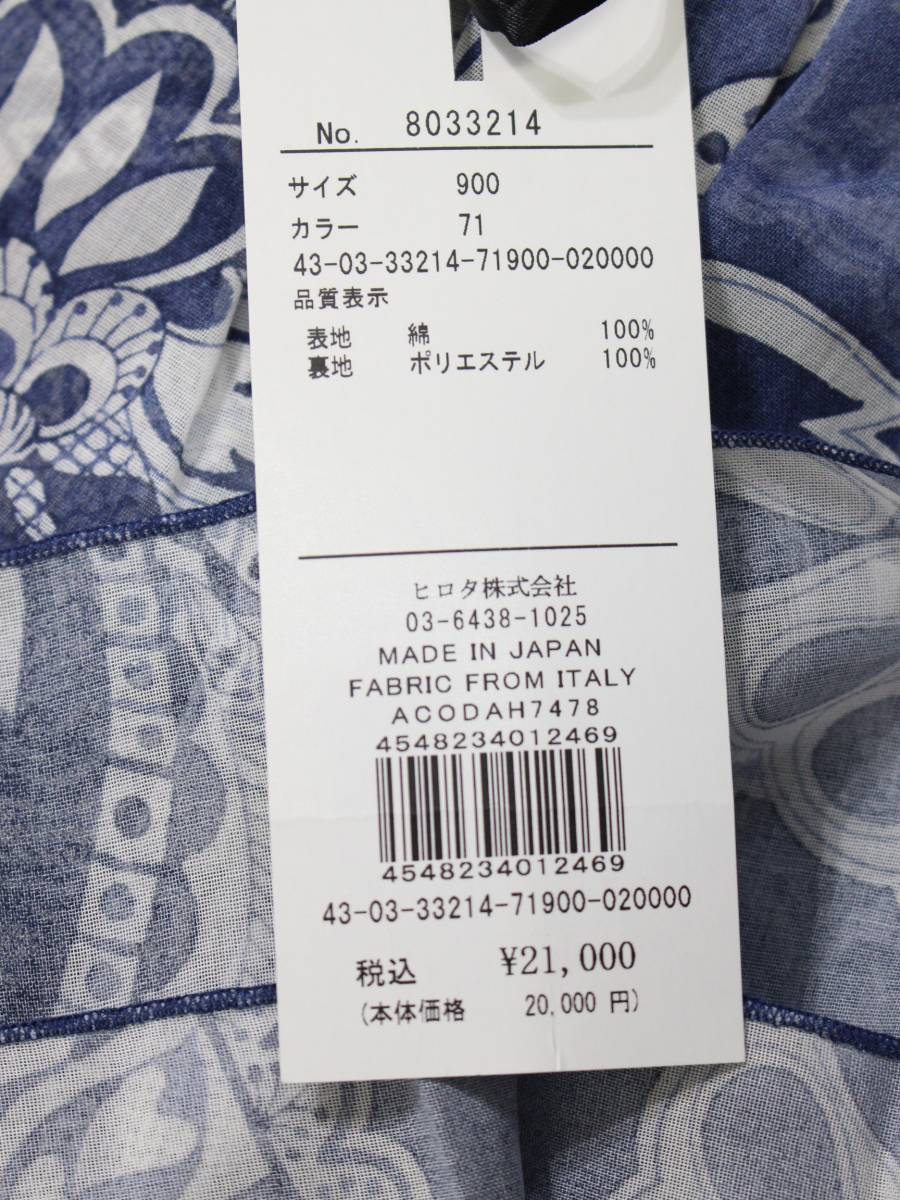 No. 8033214
サイズ 900
カラー 71
43-03-33214-71900-020000
品質表示
表地 綿 100%
裏地 ポリエステル 100%
ヒロタ株式会社
03-6438-1025
MADE IN JAPAN
FABRIC FROM ITALY
ACODAH7478
4548234012469
4548234012469
43-03-33214-71900-020000
税込 ¥21,000
(本体価格 20,000 円)